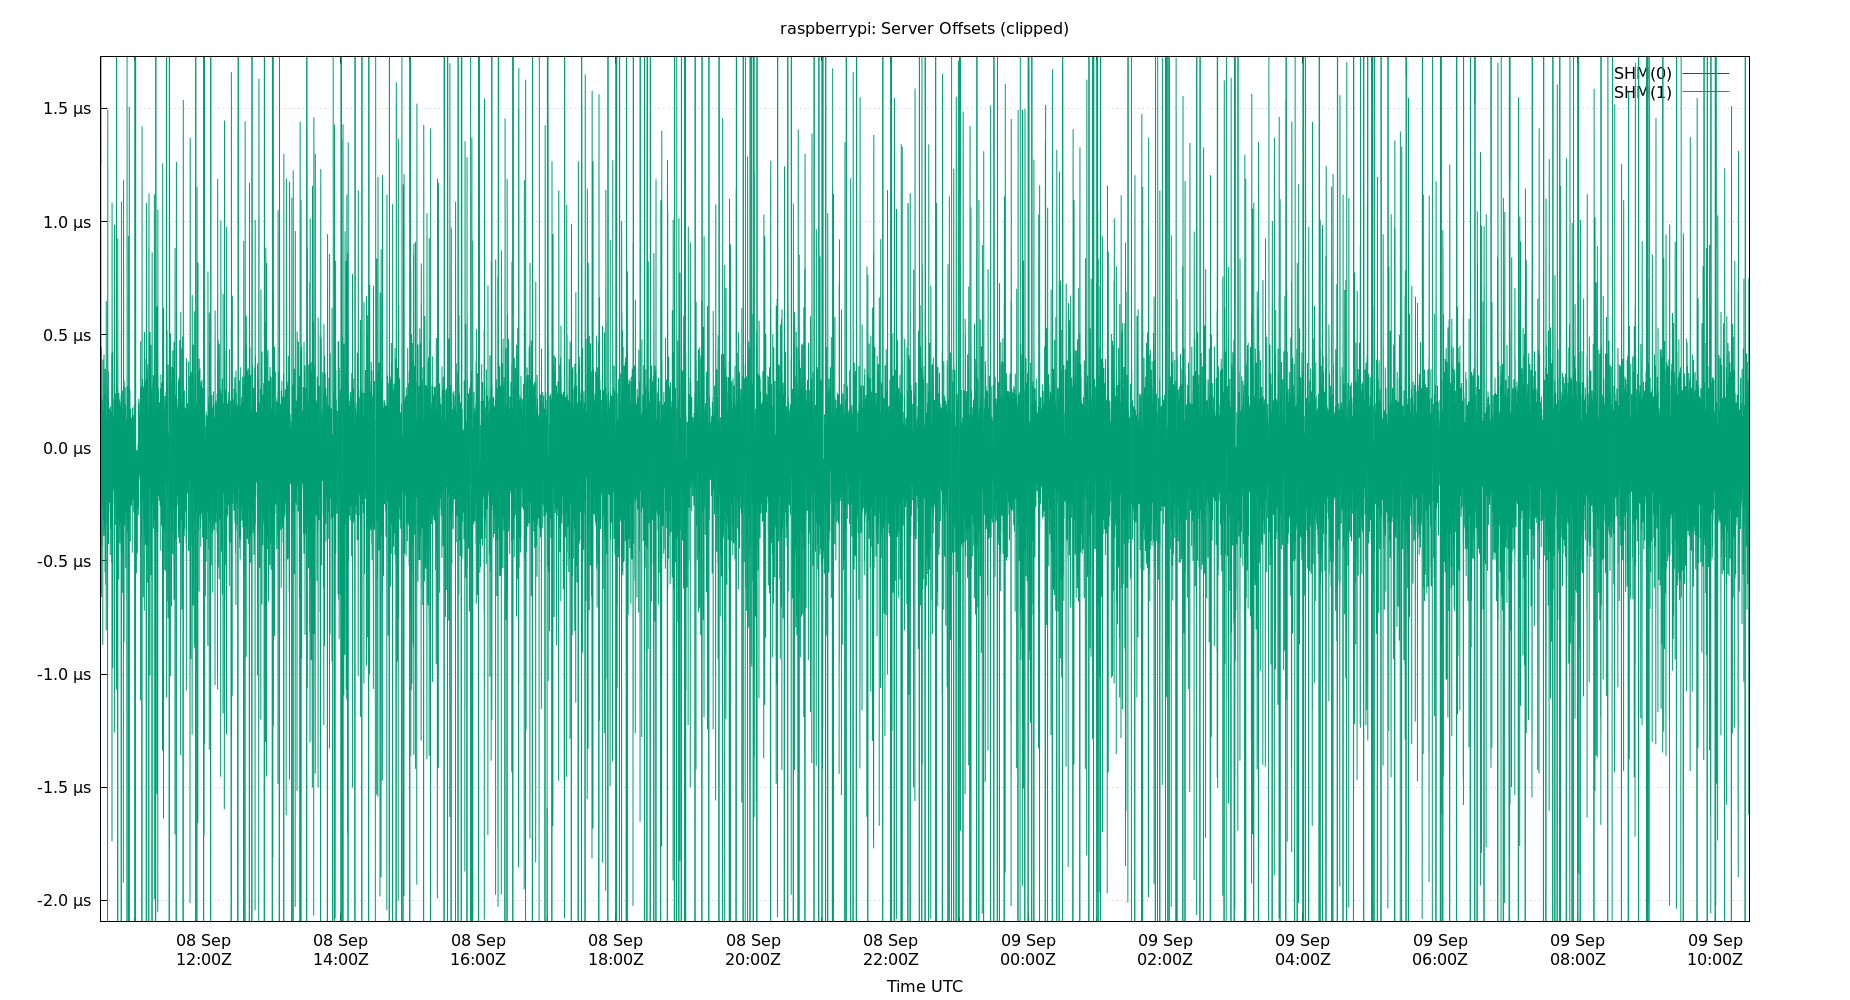 raspberrypi: Server Offsets (clipped)
SHM(0)
SHM(1)
1.5 µs
1.0 µs
0.5 µs
0.0 µs
-0.5 µs
-1.0 µs
-1.5 µs
-2.0 µs
08 Sep 08 Sep 08 Sep 08 Sep 08 Sep 08 Sep 09 Sep 09 Sep 09 Sep 09 Sep 09 Sep 09 Sep
12:00Z 14:00Z 16:00Z 18:00Z 20:00Z 22:00Z 00:00Z 02:00Z 04:00Z 06:00Z 08:00Z 10:00Z
Time UTC